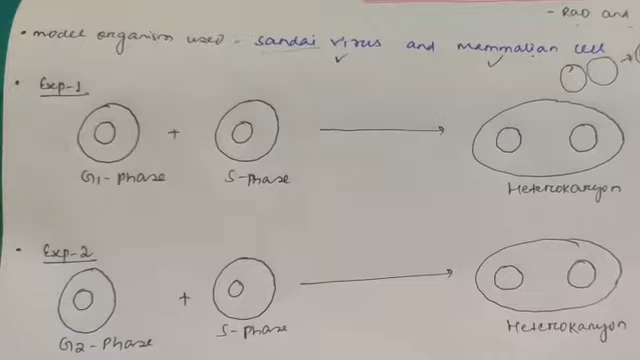 - Rao and
• model organism used - sandai virus and mammalian cell
• Exp-1
+
G1-phase
S-phase
Heterokaryon
• Exp-2
+
G2-phase
S-phase
Heterokaryon